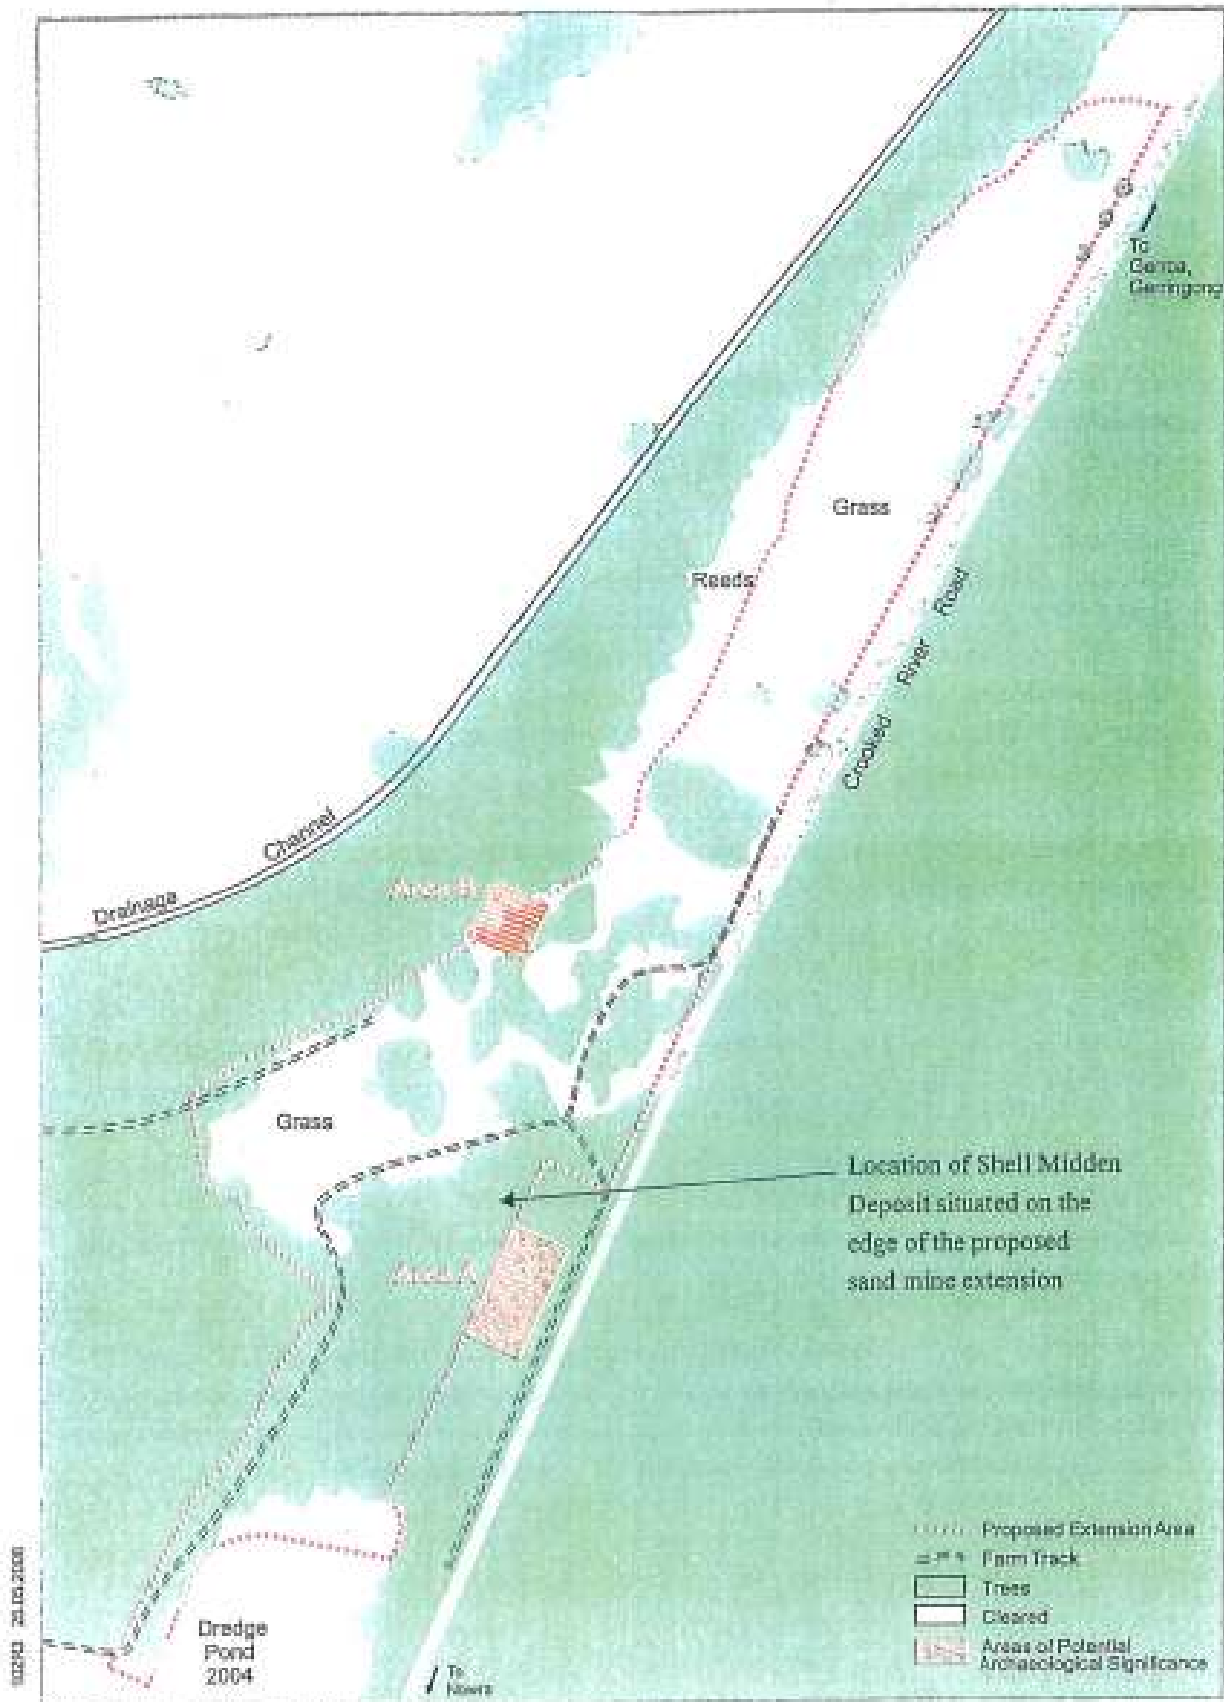 To
Gerroa,
Gerringong
Grass
Reeds
Crooked River Road
Drainage Channel
Area B
Grass
Location of Shell Midden
Deposit situated on the
edge of the proposed
sand mine extension
Area A
Proposed Extension Area
Farm Track
Trees
Cleared
Areas of Potential
Archaeological Significance
Dredge
Pond
2004
To
Nowra